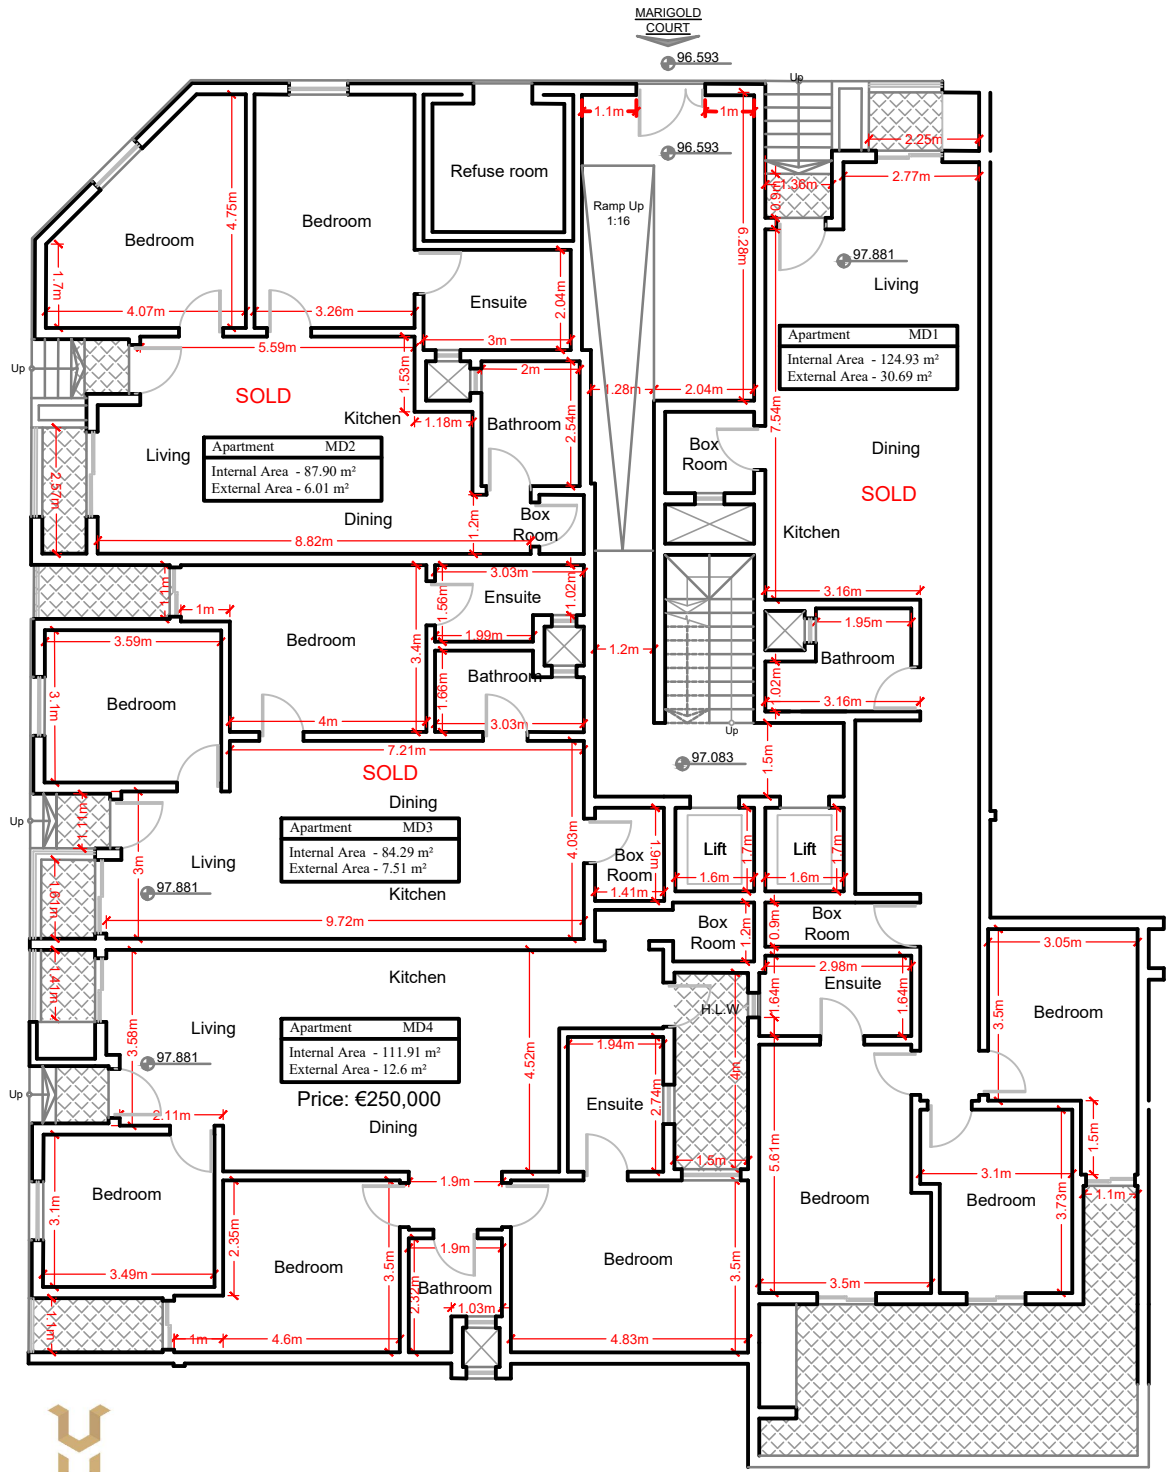 MARIGOLD
COURT
96.593
Up
1.1m
1m
2.25m
96.593
2.77m
4.75m
Refuse room
1.36m
0.9m
Ramp Up
1:16
Bedroom
Bedroom
6.28m
97.881
1.7m
2.04m
Living
Ensuite
4.07m
3.26m
3m
Apartment MD1
Internal Area - 124.93 m²
External Area - 30.69 m²
5.59m
Up
1.53m
2m
1.28m
2.04m
SOLD
7.54m
Kitchen
1.18m
Bathroom
2.54m
Box
Room
Dining
Living
Apartment MD2
Internal Area - 87.90 m²
External Area - 6.01 m²
2.57m
SOLD
Dining
1.2m
Box
Room
Kitchen
8.82m
3.03m
1.1m
1m
1.56m
Ensuite
1.02m
3.16m
1.95m
3.59m
Bedroom
3.4m
1.99m
1.2m
Bathroom
3.1m
Bedroom
1.66m
Bathroom
1.02m
4m
3.03m
3.16m
Up
7.21m
SOLD
97.083
1.5m
Dining
Up
1.11m
Apartment MD3
Internal Area - 84.29 m²
External Area - 7.51 m²
4.03m
Living
3m
Box
Room
1.9m
Lift
1.7m
Lift
1.7m
1.61m
97.881
Kitchen
1.41m
1.6m
1.6m
9.72m
1.2m
Box
Room
0.9m
Box
Room
3.05m
1.41m
Kitchen
2.98m
Ensuite
1.64m
1.64m
3.5m
Bedroom
Living
3.58m
H.L.W
Apartment MD4
Internal Area - 111.91 m²
External Area - 12.6 m²
4.52m
1.94m
97.881
4m
Up
2.11m
Price: €250,000
2.74m
Ensuite
Dining
5.61m
1.5m
1.5m
3.1m
3.1m
Bedroom
1.9m
Bedroom
3.73m
Bedroom
1.1m
2.35m
3.5m
1.9m
Bedroom
3.5m
3.49m
Bedroom
2.32m
Bathroom
3.5m
1.1m
1m
4.6m
1.03m
4.83m